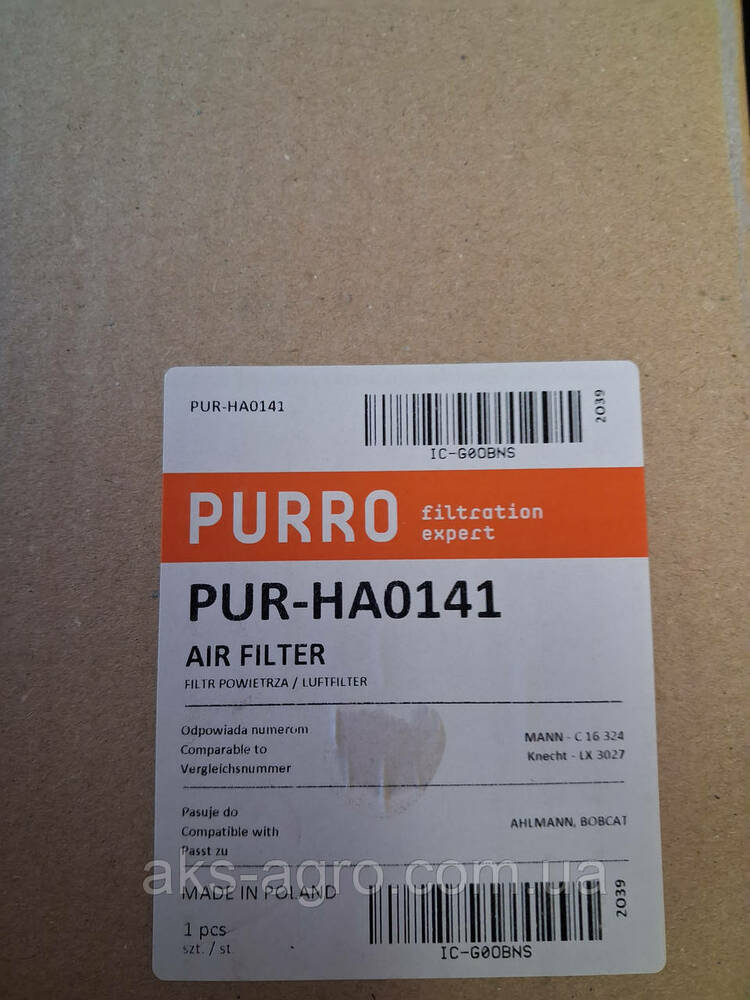 PUR-HA0141
2039
IC-G0OBNS
PURRO filtration
expert
PUR-HA0141
AIR FILTER
FILTR POWIETRZA / LUFTFILTER
Odpowiada numerom
Comparable to
Vergleichsnummer
MANN - C 16 324
Knecht - LX 3027
Pasuje do
Compatible with
Passt zu
AHLMANN, BOBCAT
aks-agro.com.ua
MADE IN POLAND
1 pcs
szt. / st
2039
IC-G0OBNS